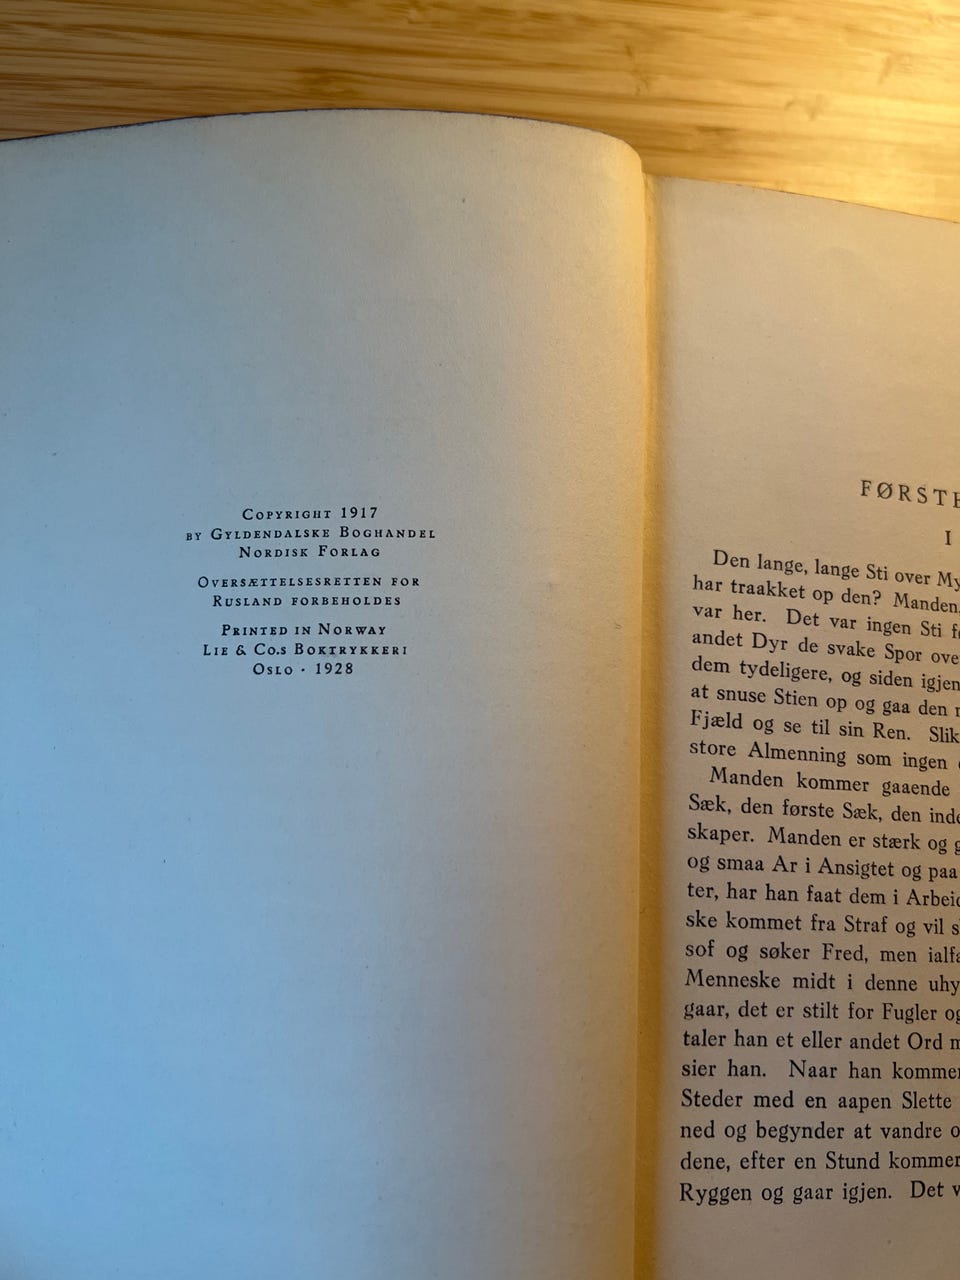 COPYRIGHT 1917
BY GYLDENDALSKE BOGHANDEL
NORDISK FORLAG
OVERSÆTTELSESRETTEN FOR
RUSLAND FORBEHOLDES
PRINTED IN NORWAY
LIE & CO.S BOKTRYKKERI
OSLO · 1928
FØRSTE
I
Den lange, lange Sti over My
har traakket op den? Manden,
var her. Det var ingen Sti f
andet Dyr de svake Spor ove
dem tydeligere, og siden igjen
at snuse Stien op og gaa den
Fjæld og se til sin Ren. Slik
store Almenning som ingen
Manden kommer gaaende
Sæk, den første Sæk, den inde
skaper. Manden er stærk og g
og smaa Ar i Ansigtet og paa
ter, har han faat dem i Arbeid
ske kommet fra Straf og vil s
sof og søker Fred, men ialfa
Menneske midt i denne uhy
gaar, det er stilt for Fugler og
taler han et eller andet Ord m
sier han. Naar han kommer
Steder med en aapen Slette
ned og begynder at vandre o
dene, efter en Stund kommer
Ryggen og gaar igjen. Det v